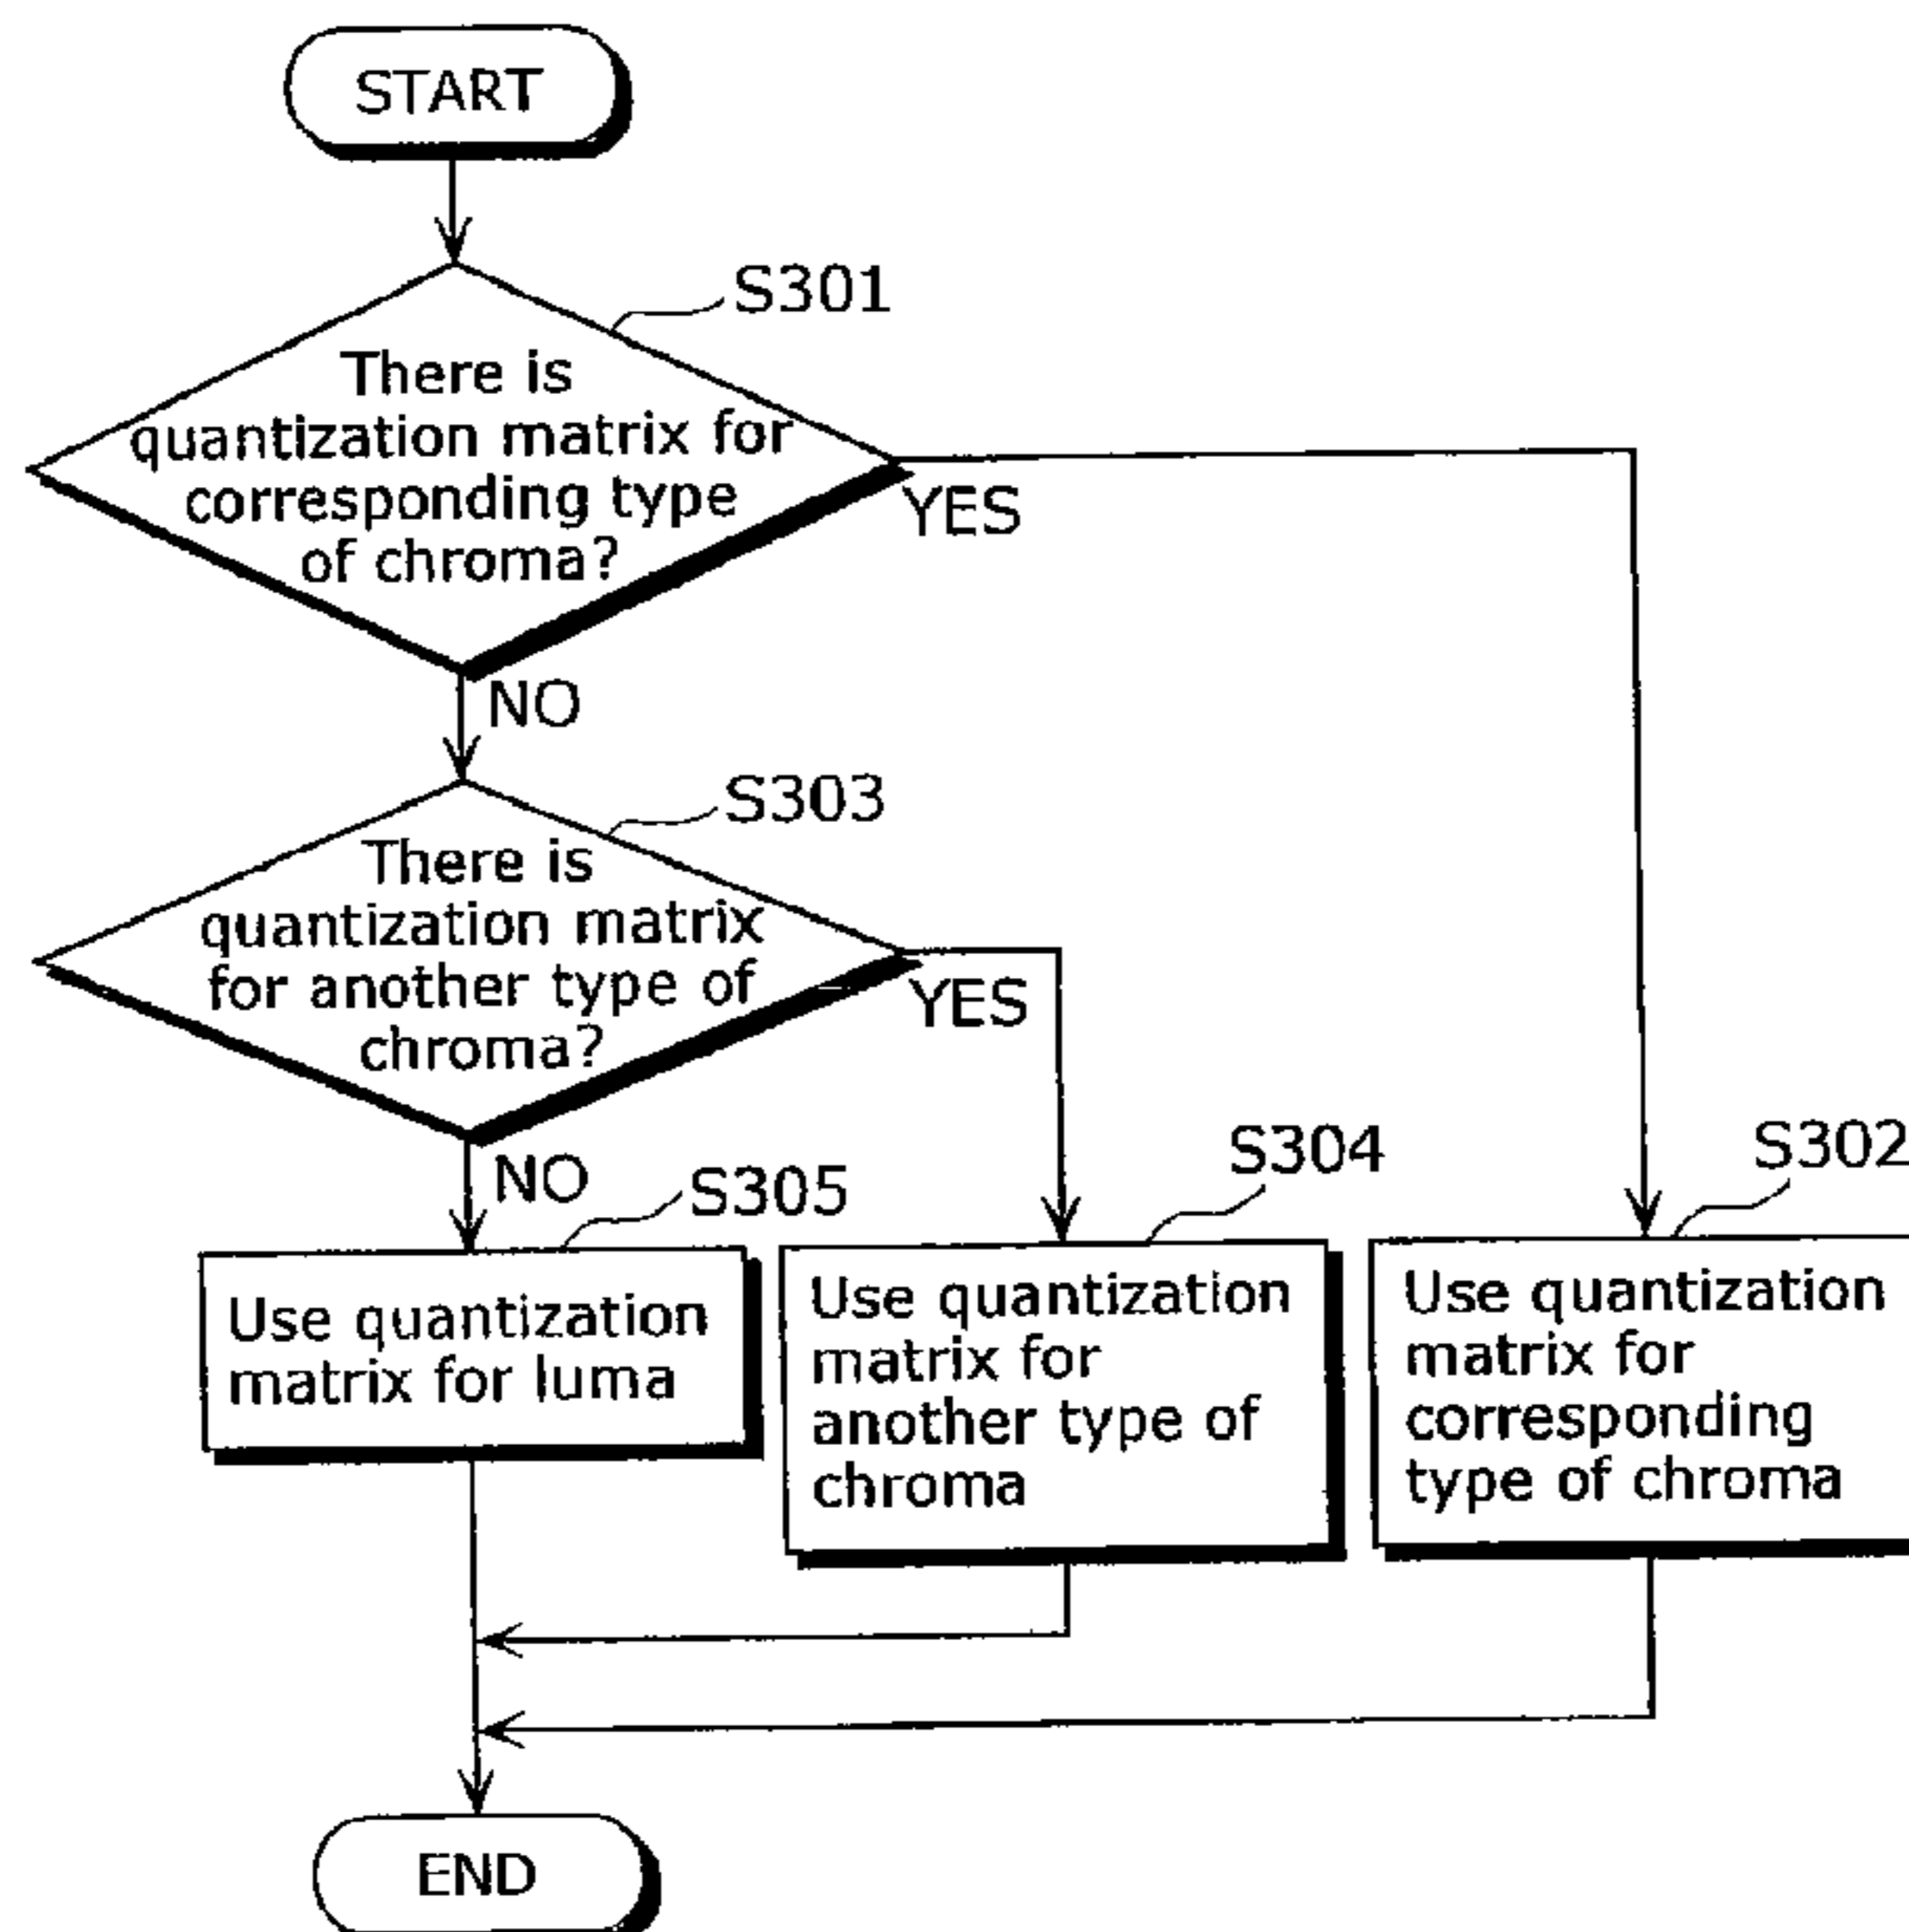 START
S301
There is
quantization matrix for
corresponding type
of chroma?
YES
NO
S303
There is
quantization matrix
for another type of
chroma?
YES
NO
S305
S304
S302
Use quantization
matrix for luma
Use quantization
matrix for
another type of
chroma
Use quantization
matrix for
corresponding
type of chroma
END